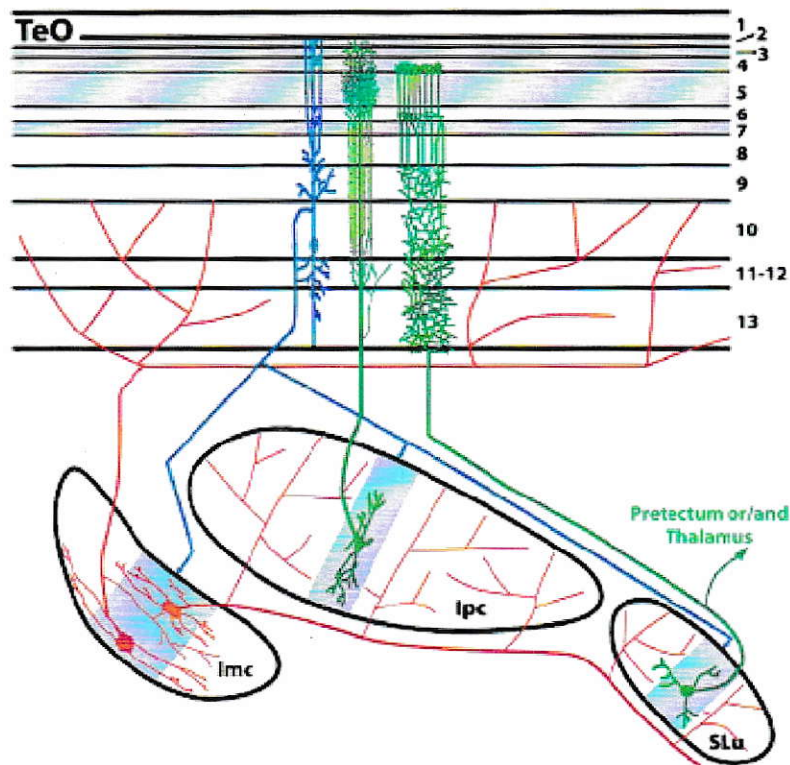 TeO
1
2
3
4
5
6
7
8
9
10
11-12
13
Pretectum or/and
Thalamus
Ipc
Imc
SLu